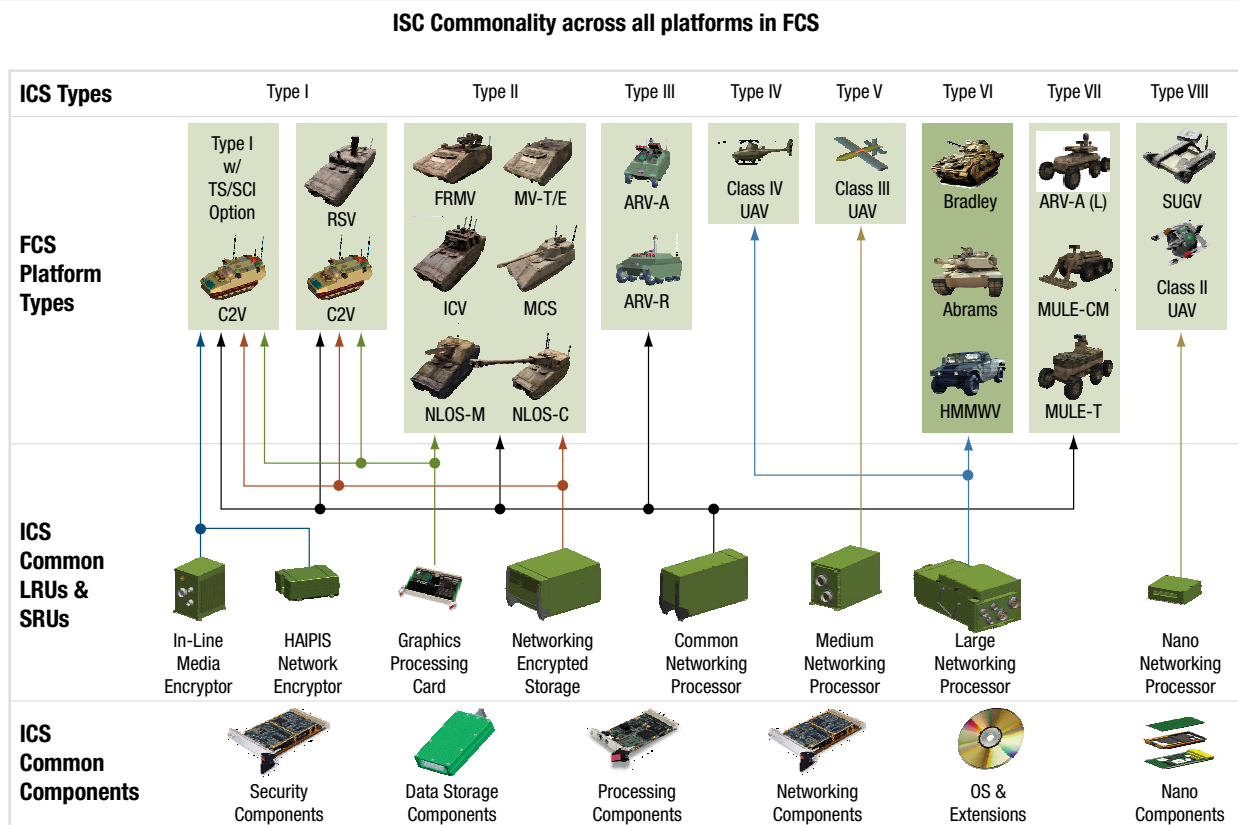 ISC Commonality across all platforms in FCS
ICS Types
Type I
Type II
Type III
Type IV
Type V
Type VI
Type VII
Type VIII
FCS
Platform
Types
Type I
w/
TS/SCI
Option
C2V
RSV
C2V
FRMV
MV-T/E
ICV
MCS
NLOS-M
NLOS-C
ARV-A
ARV-R
Class IV
UAV
Class III
UAV
Bradley
Abrams
HMMWV
ARV-A (L)
MULE-CM
MULE-T
SUGV
Class II
UAV
ICS
Common
LRUs &
SRUs
In-Line
Media
Encryptor
HAIPIS
Network
Encryptor
Graphics
Processing
Card
Networking
Encrypted
Storage
Common
Networking
Processor
Medium
Networking
Processor
Large
Networking
Processor
Nano
Networking
Processor
ICS
Common
Components
Security
Components
Data Storage
Components
Processing
Components
Networking
Components
OS &
Extensions
Nano
Components